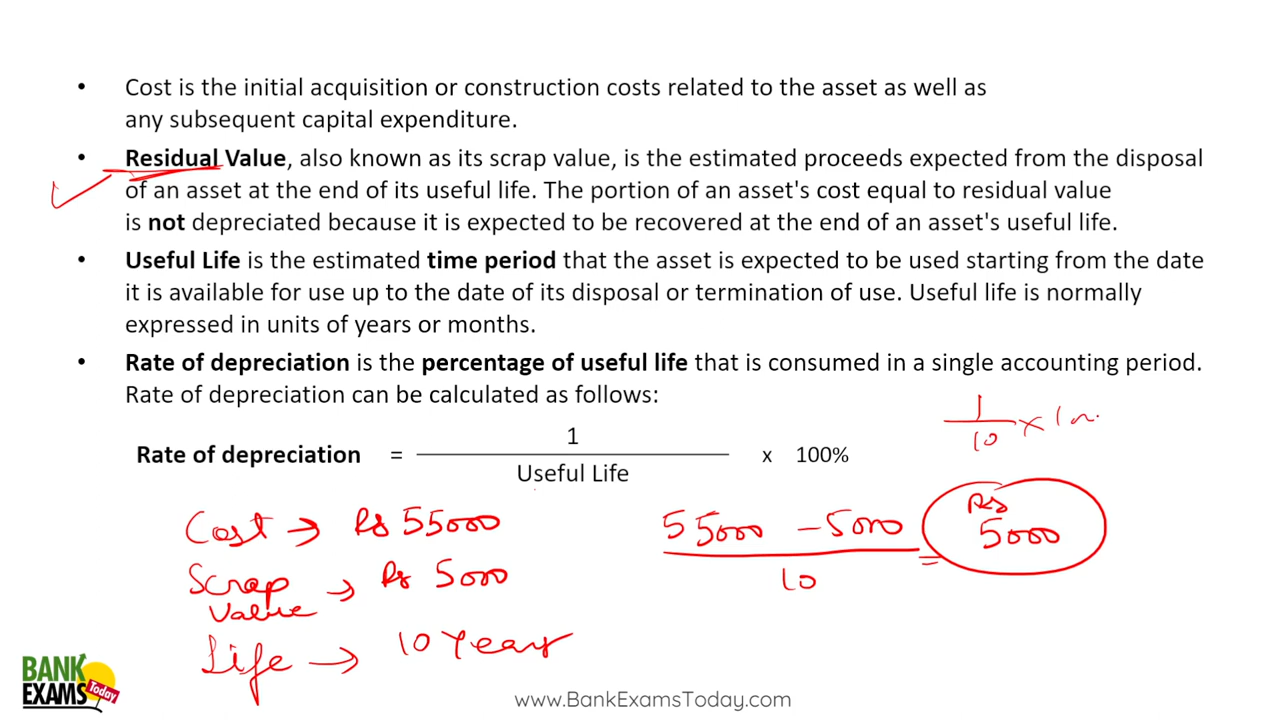 • Cost is the initial acquisition or construction costs related to the asset as well as
any subsequent capital expenditure.
• Residual Value, also known as its scrap value, is the estimated proceeds expected from the disposal
of an asset at the end of its useful life. The portion of an asset's cost equal to residual value
is not depreciated because it is expected to be recovered at the end of an asset's useful life.
• Useful Life is the estimated time period that the asset is expected to be used starting from the date
it is available for use up to the date of its disposal or termination of use. Useful life is normally
expressed in units of years or months.
• Rate of depreciation is the percentage of useful life that is consumed in a single accounting period.
Rate of depreciation can be calculated as follows:
1
10 ×
1
Rate of depreciation = x 100%
Useful Life
Cost → Rs 55000
55000 - 5000
10
= Rs
5000
Scrap → Rs 5000
Value
Life → 10 Year
BANK
EXAMS
Today
www.BankExamsToday.com